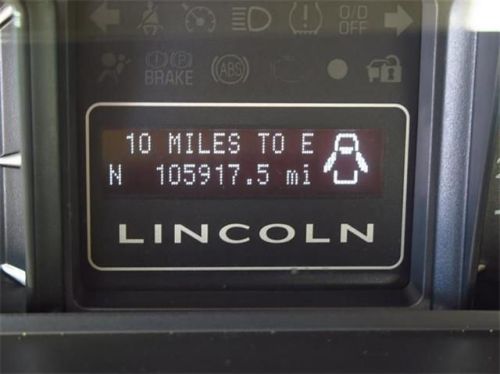 O/D
OFF
BRAKE
(ABS)
10 MILES TO E
N 105917.5 mi
LINCOLN